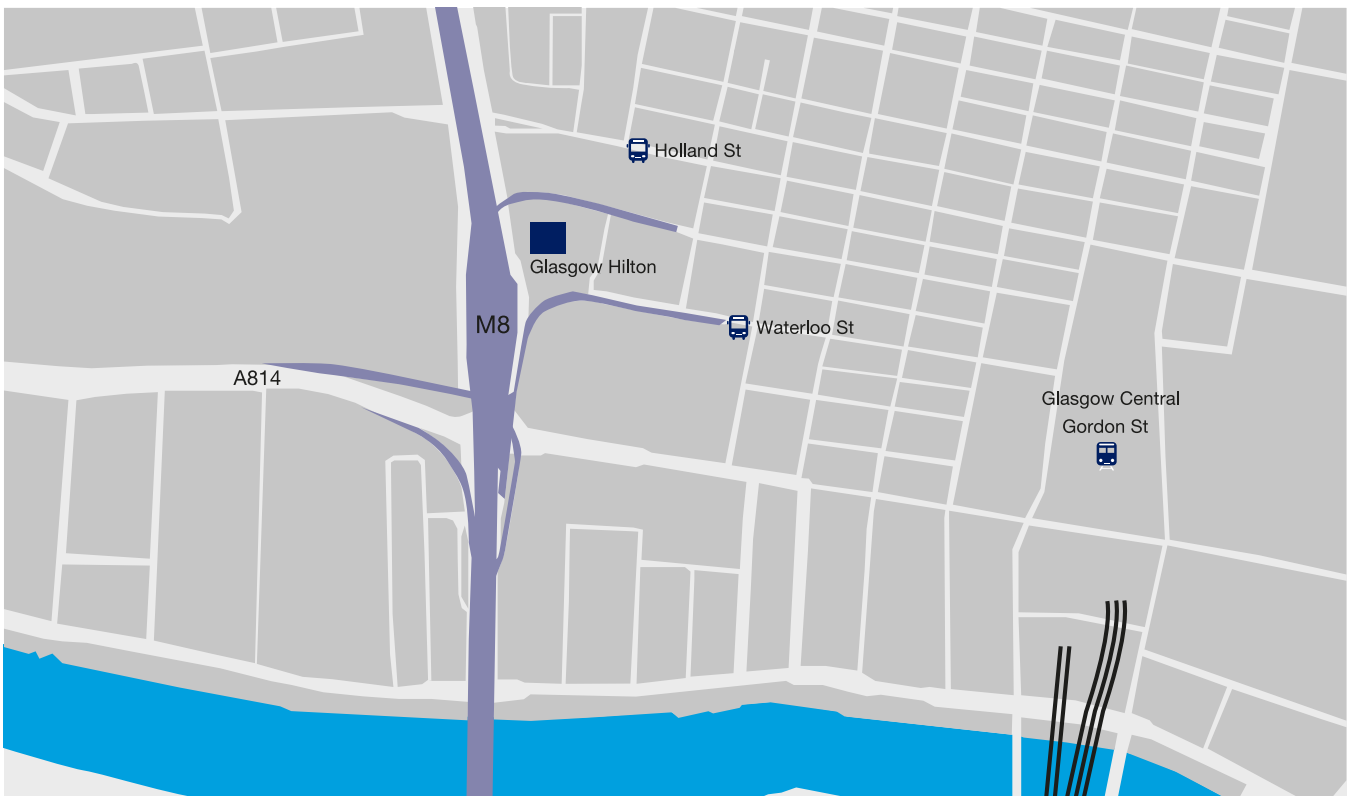 Holland St
Glasgow Hilton
M8
Waterloo St
A814
Glasgow Central
Gordon St